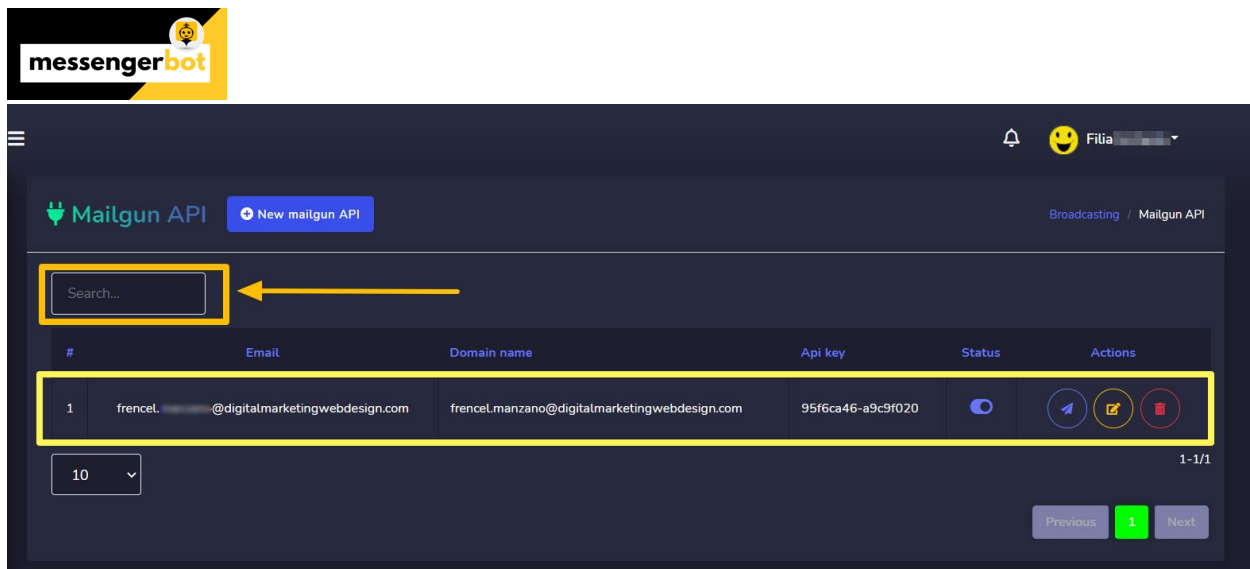 messengerbot
Filia
Mailgun API
New mailgun API
Broadcasting / Mailgun API
Search...
# Email Domain name Api key Status Actions
1 frencel. @digitalmarketingwebdesign.com frencel.manzano@digitalmarketingwebdesign.com 95f6ca46-a9c9f020
10
1-1/1
Previous 1 Next